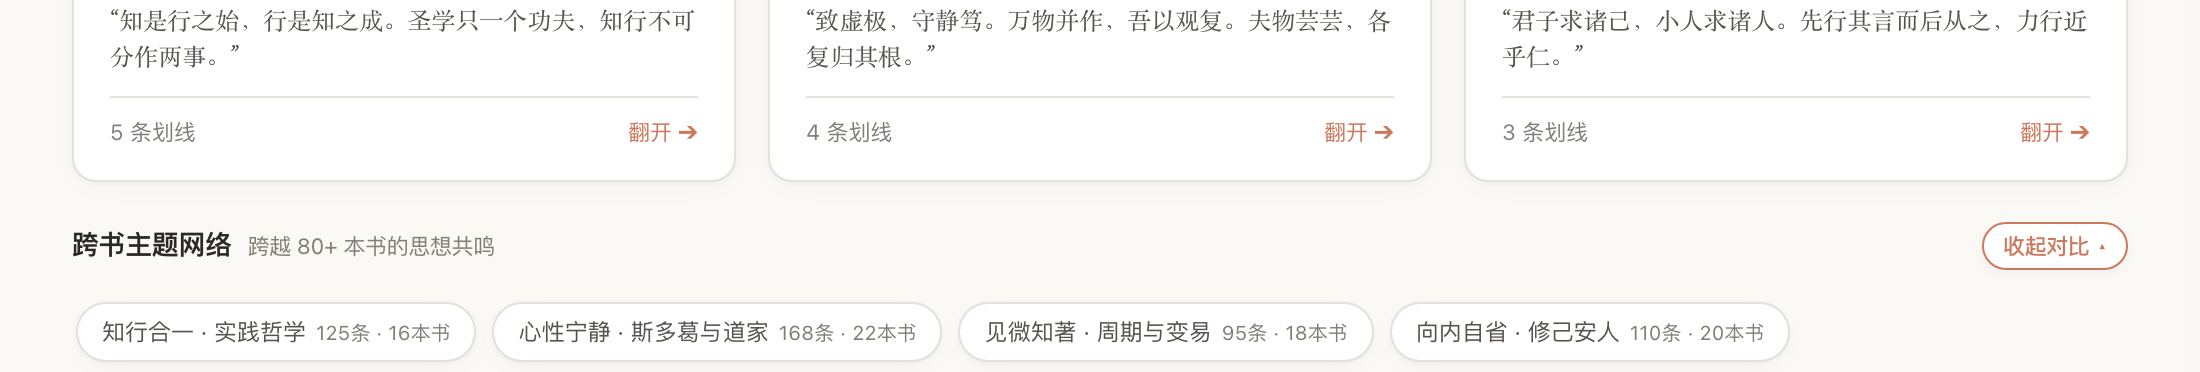 “知是行之始，行是知之成。圣学只一个功夫，知行不可
分作两事。”
5 条划线
翻开 →
“致虚极，守静笃。万物并作，吾以观复。夫物芸芸，各
复归其根。”
4 条划线
翻开 →
“君子求诸己，小人求诸人。先行其言而后从之，力行近
乎仁。”
3 条划线
翻开 →
跨书主题网络 跨越 80+ 本书的思想共鸣
收起对比 ▴
知行合一 · 实践哲学 125条 · 16本书
心性宁静 · 斯多葛与道家 168条 · 22本书
见微知著 · 周期与变易 95条 · 18本书
向内自省 · 修己安人 110条 · 20本书